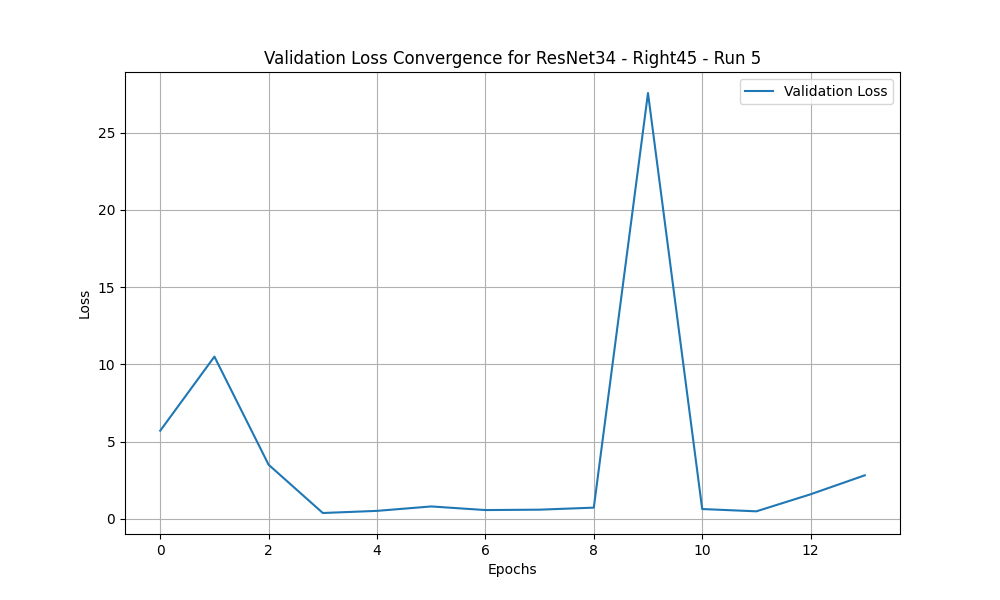 Validation Loss Convergence for ResNet34 - Right45 - Run 5
Validation Loss
25
20
15
10
5
0
Loss
0 2 4 6 8 10 12
Epochs